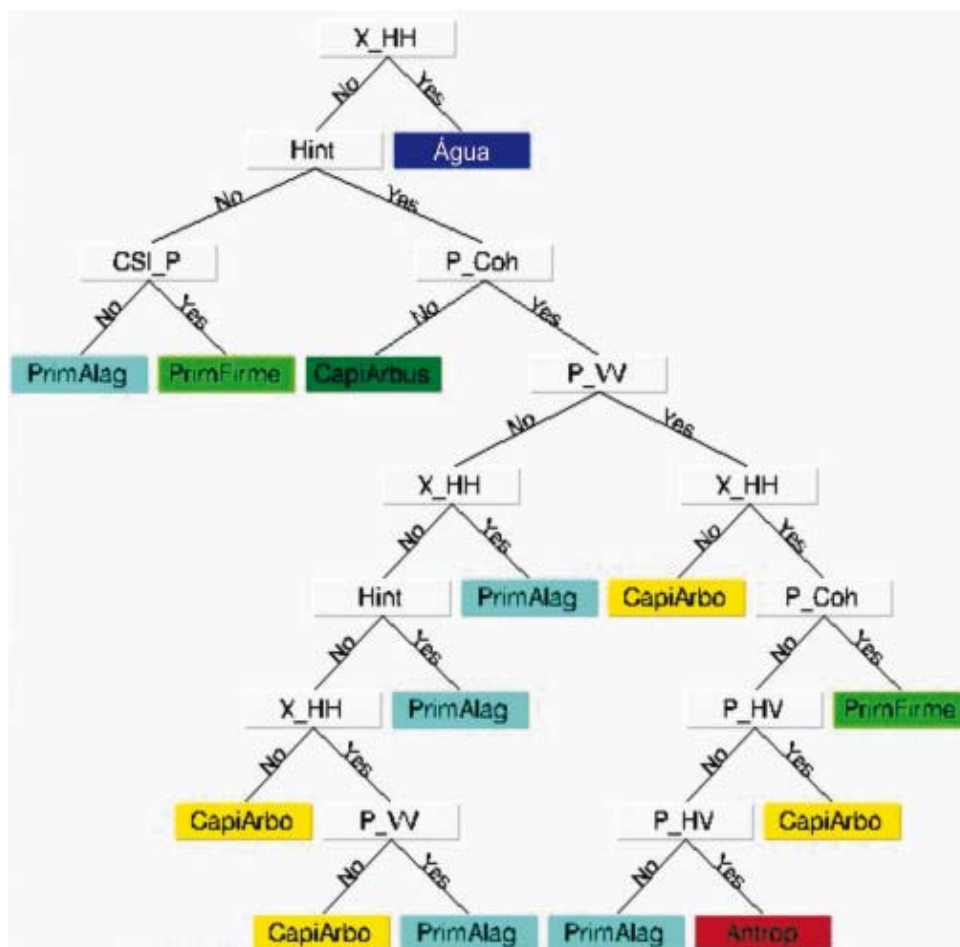 X_HH
No Yes
Hint Água
No Yes
CSI_P P_Coh
No Yes No Yes
PrimAlag PrimFirme CapiArbus P_VV
No Yes
X_HH X_HH
No Yes No Yes
Hint PrimAlag CapiArbo P_Coh
No Yes No Yes
X_HH PrimAlag P_HV PrimFirme
No Yes No Yes
CapiArbo P_VV P_HV CapiArbo
No Yes No Yes
CapiArbo PrimAlag PrimAlag Antrop